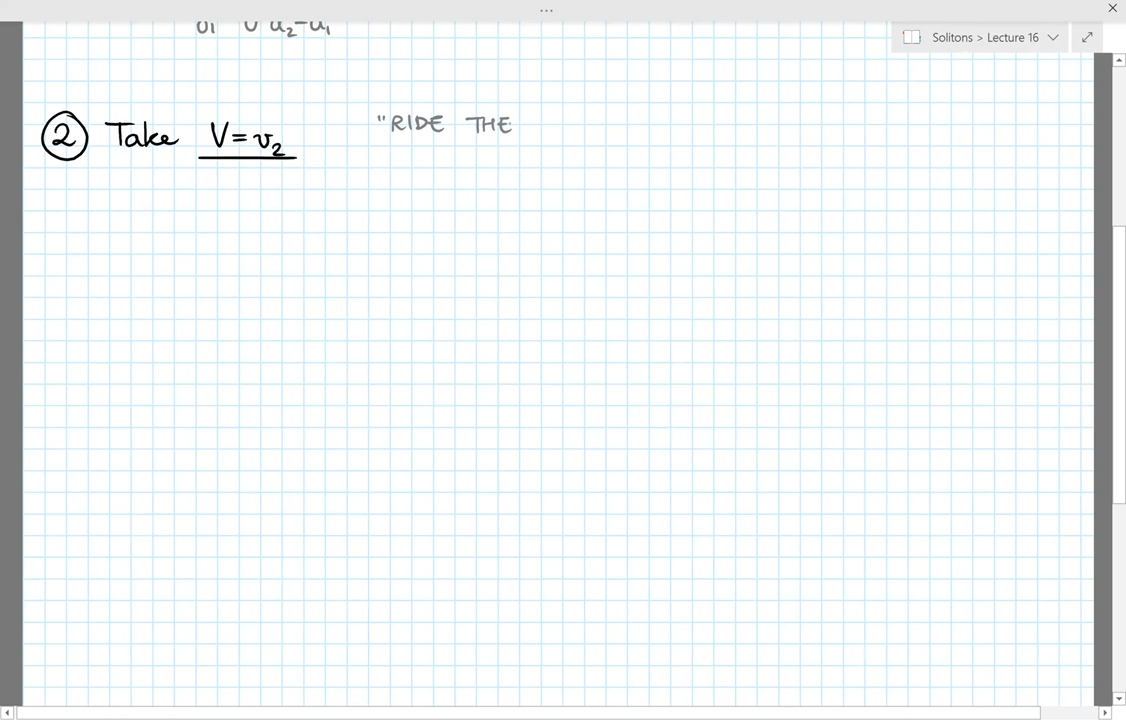 Solitons > Lecture 16
② Take V=v₂ "RIDE THE